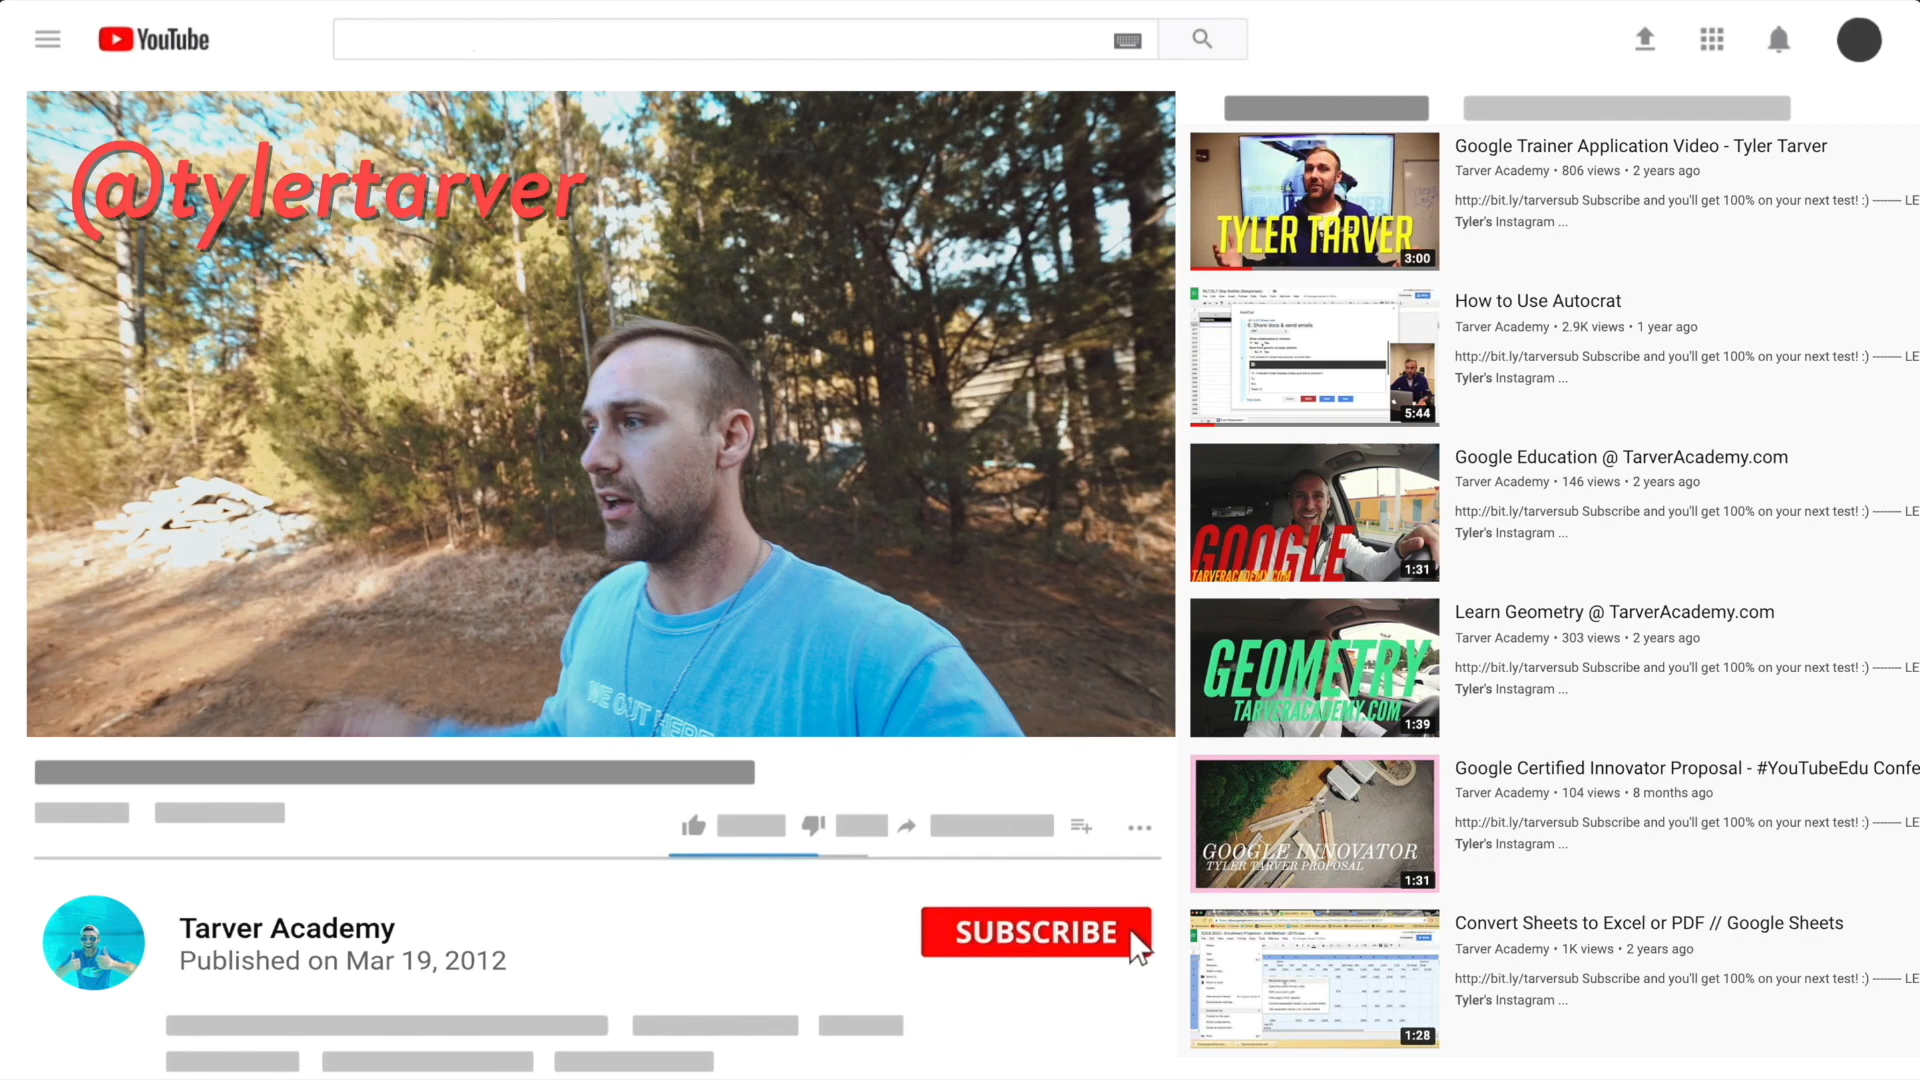 YouTube
@tylertarver
WE OUT HERE
Tarver Academy
Published on Mar 19, 2012
SUBSCRIBE
TYLER TARVER
3:00
Google Trainer Application Video - Tyler Tarver
Tarver Academy • 806 views • 2 years ago
http://bit.ly/tarversub Subscribe and you'll get 100% on your next test! :) -------- LE
Tyler's Instagram ...
8. Share docs & send emails
5:44
How to Use Autocrat
Tarver Academy • 2.9K views • 1 year ago
http://bit.ly/tarversub Subscribe and you'll get 100% on your next test! :) -------- LE
Tyler's Instagram ...
GOOGLE
TARVERACADEMY.COM
1:31
Google Education @ TarverAcademy.com
Tarver Academy • 146 views • 2 years ago
http://bit.ly/tarversub Subscribe and you'll get 100% on your next test! :) -------- LE
Tyler's Instagram ...
GEOMETRY
TARVERACADEMY.COM
1:39
Learn Geometry @ TarverAcademy.com
Tarver Academy • 303 views • 2 years ago
http://bit.ly/tarversub Subscribe and you'll get 100% on your next test! :) -------- LE
Tyler's Instagram ...
GOOGLE INNOVATOR
TYLER TARVER PROPOSAL
1:31
Google Certified Innovator Proposal - #YouTubeEdu Confe
Tarver Academy • 104 views • 8 months ago
http://bit.ly/tarversub Subscribe and you'll get 100% on your next test! :) -------- LE
Tyler's Instagram ...
1:28
Convert Sheets to Excel or PDF // Google Sheets
Tarver Academy • 1K views • 2 years ago
http://bit.ly/tarversub Subscribe and you'll get 100% on your next test! :) -------- LE
Tyler's Instagram ...